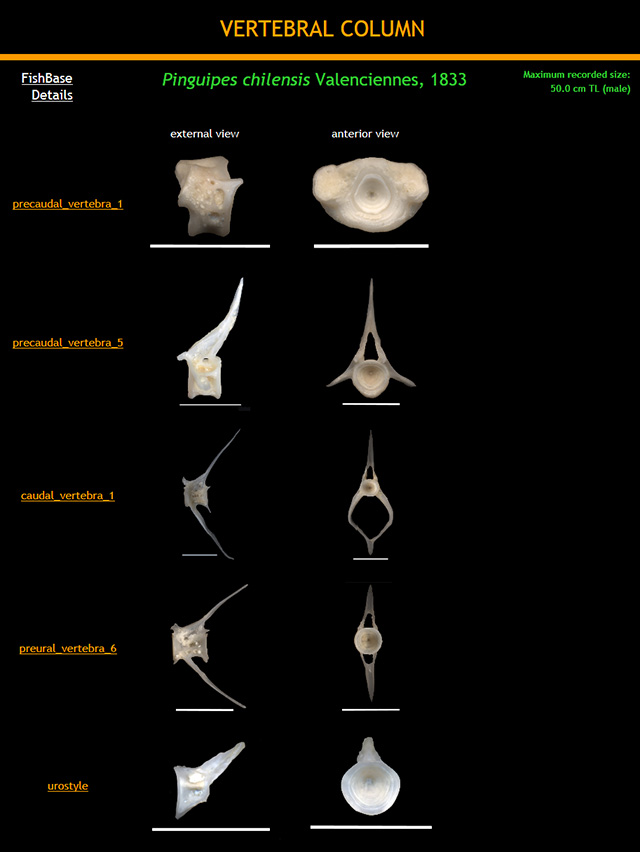 VERTEBRAL COLUMN
FishBase
Details
Pinguipes chilensis Valenciennes, 1833
Maximum recorded size:
50.0 cm TL (male)
external view
anterior view
precaudal_vertebra_1
precaudal_vertebra_5
caudal_vertebra_1
preural_vertebra_6
urostyle